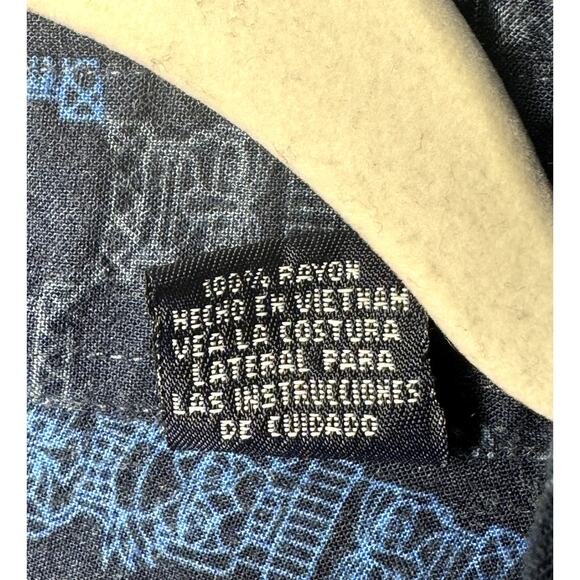 100% RAYON
HECHO EN VIETNAM
VEA LA COSTURA
LATERAL PARA
LAS INSTRUCCIONES
DE CUIDADO